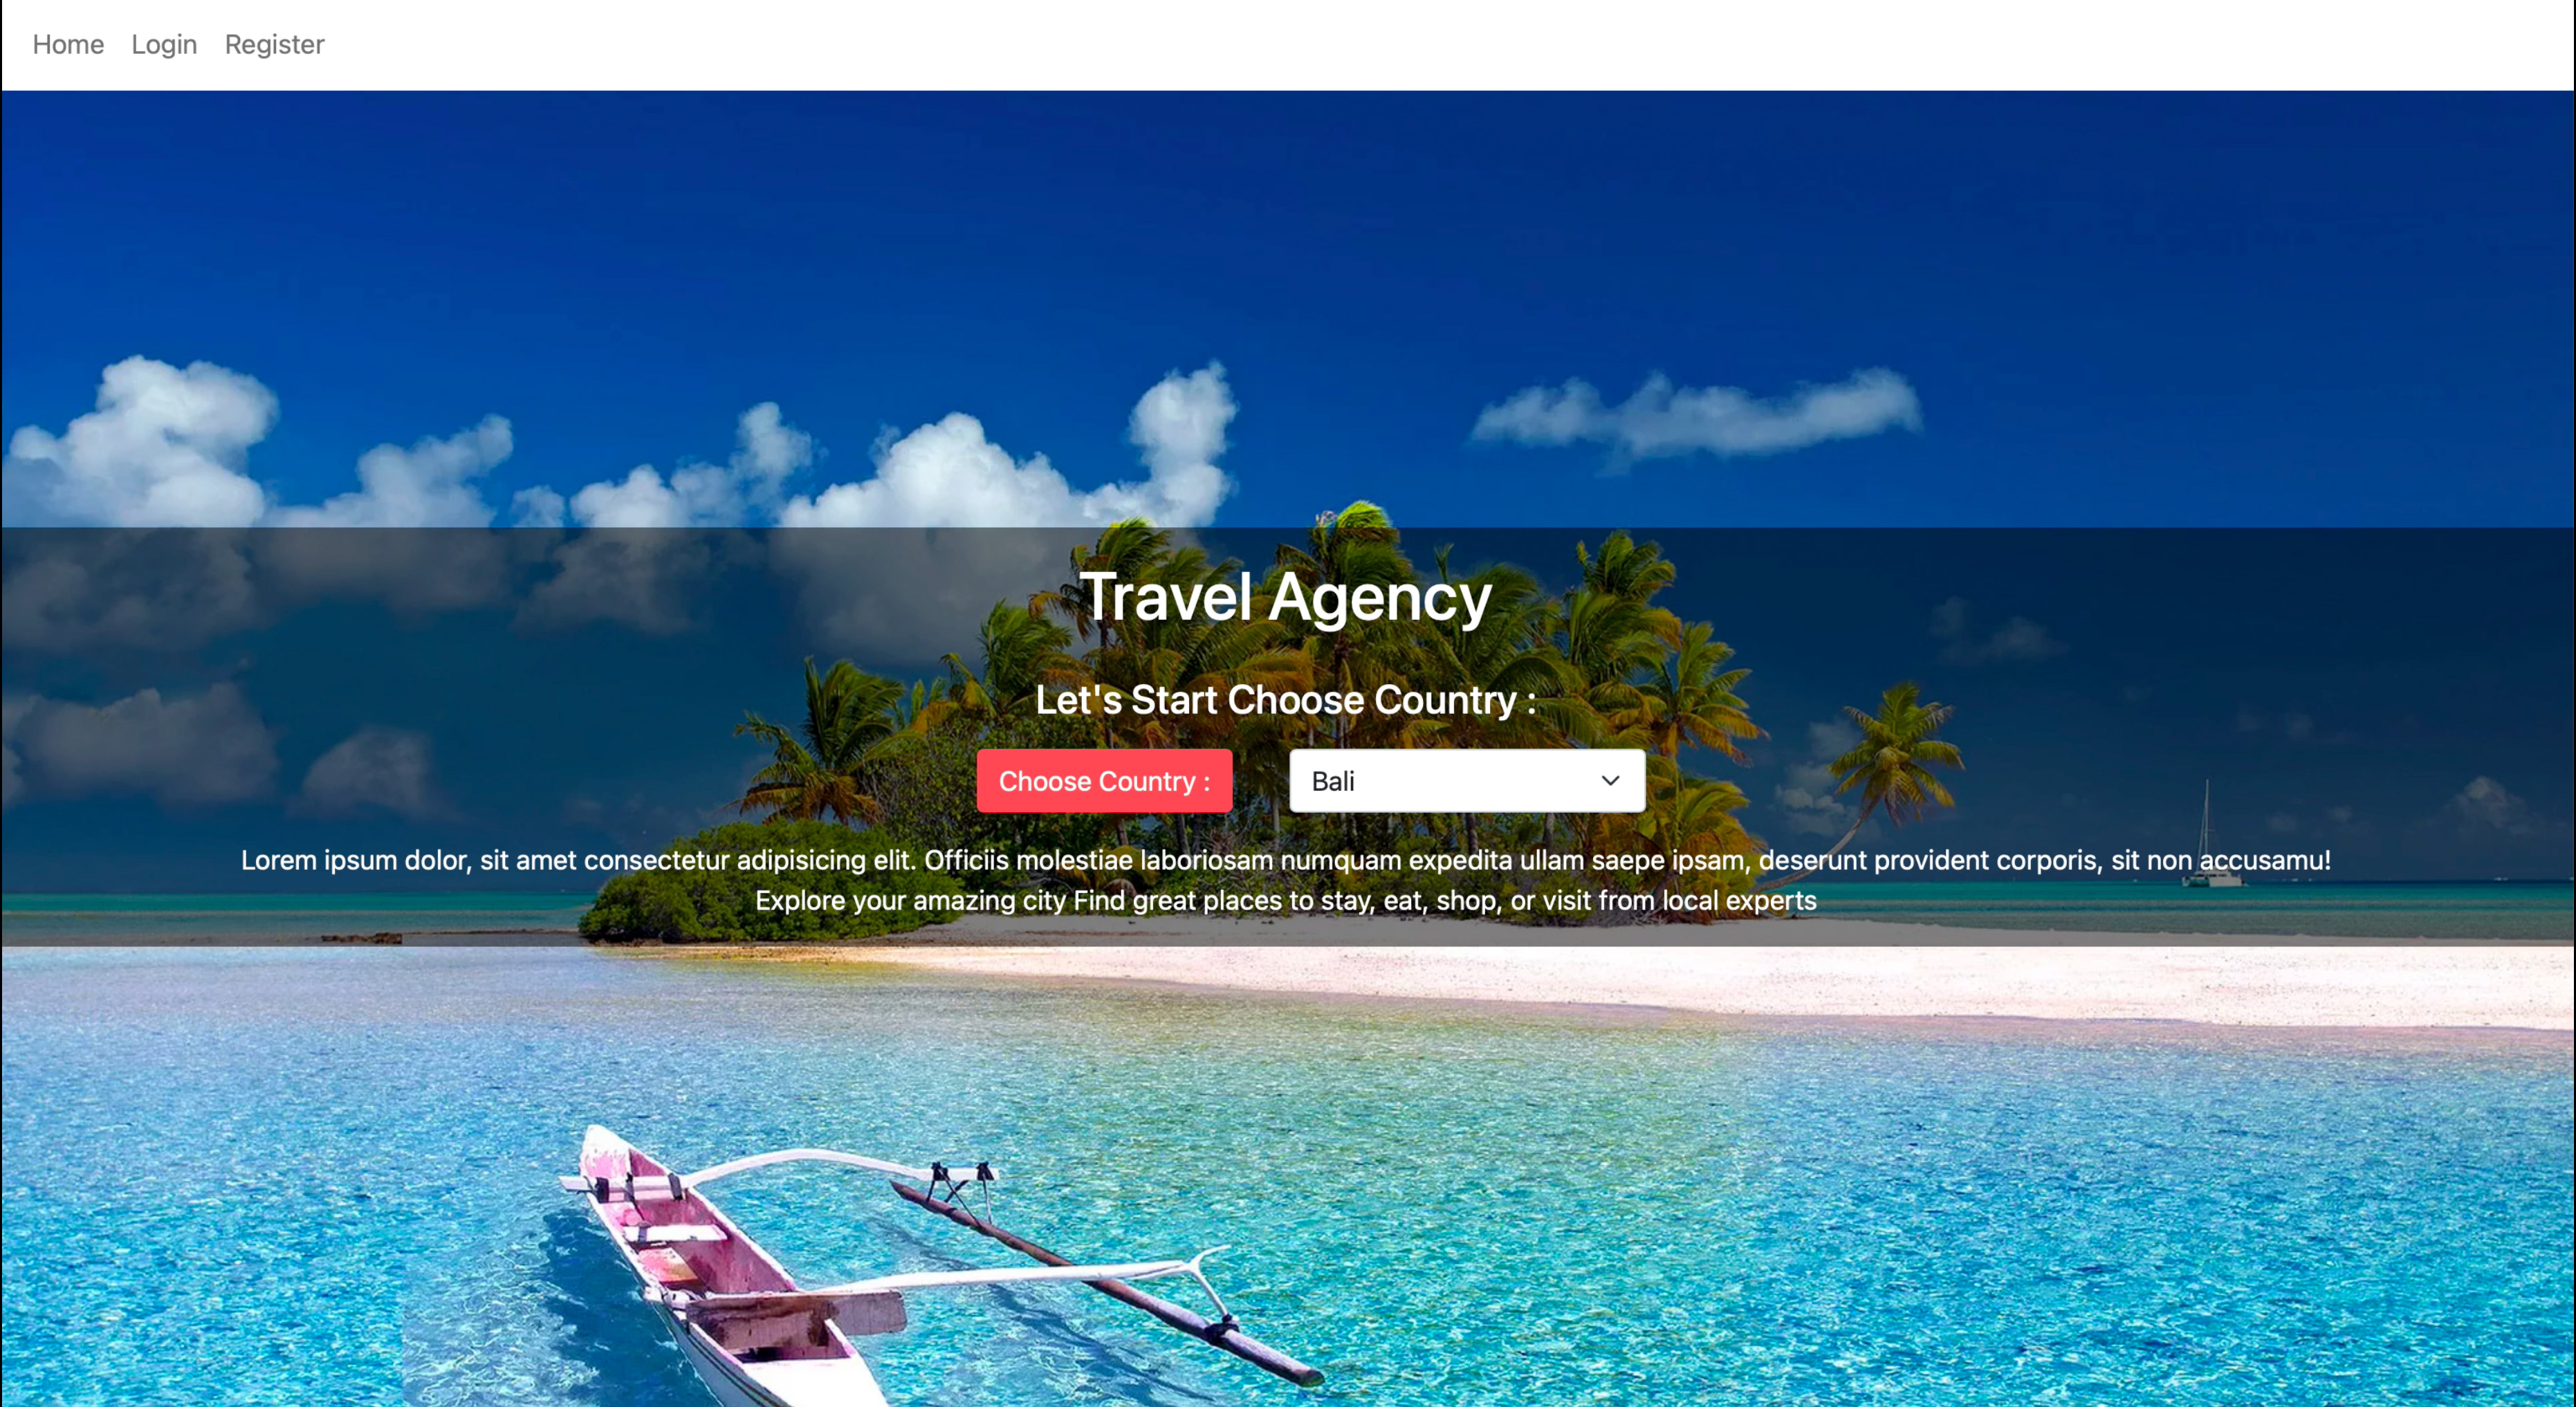 Home Login Register
Travel Agency
Let's Start Choose Country :
Choose Country : Bali
Lorem ipsum dolor, sit amet consectetur adipisicing elit. Officiis molestiae laboriosam numquam expedita ullam saepe ipsam, deserunt provident corporis, sit non accusamu!
Explore your amazing city Find great places to stay, eat, shop, or visit from local experts